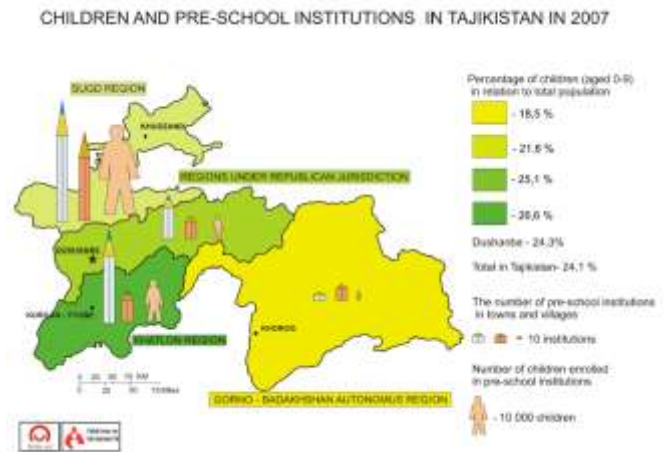 CHILDREN AND PRE-SCHOOL INSTITUTIONS IN TAJIKISTAN IN 2007
SUGD REGION
KHUDZAND
REGIONS UNDER REPUBLICAN JURISDICTION
DUSHANBE
KHATLON REGION
KHOROG
GORNO - BADAKHSHAN AUTONOMUS REGION
Percentage of children (aged 0-9)
in relation to total population
- 18,5 %
- 21,6 %
- 25,1 %
- 26,6 %
Dushanbe - 24,3%
Total in Tajikistan- 24,1 %
The number of pre-school institutions
in towns and villages
- 10 institutions
Number of children enrolled
in pre-school institutions
- 10 000 children